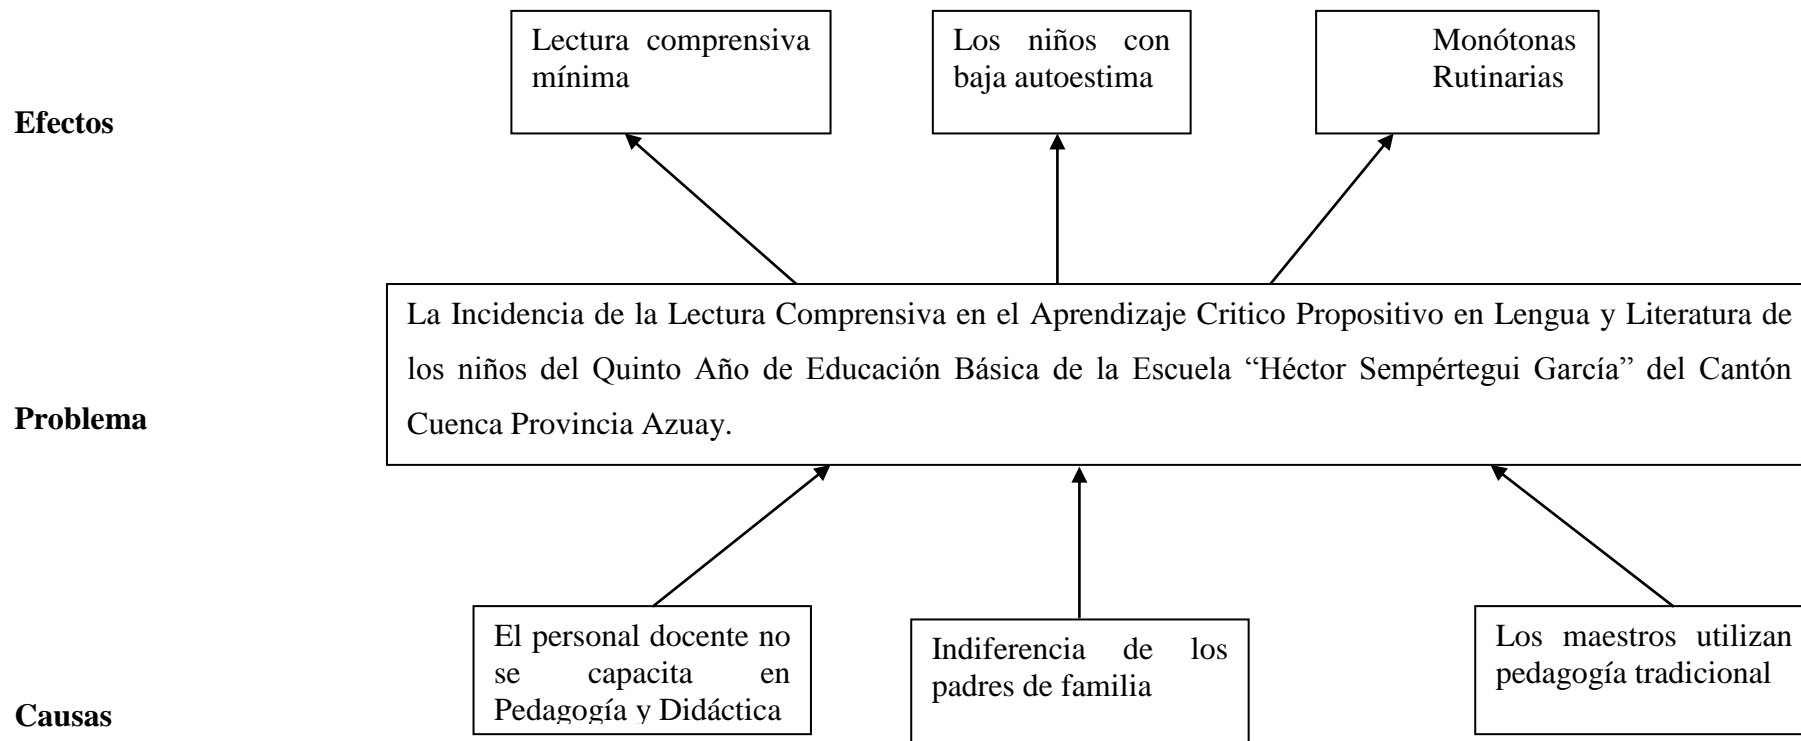 Lectura comprensiva
mínima
Los niños con
baja autoestima
Monótonas
Rutinarias
Efectos
La Incidencia de la Lectura Comprensiva en el Aprendizaje Critico Propositivo en Lengua y Literatura de
los niños del Quinto Año de Educación Básica de la Escuela “Héctor Sempértegui García” del Cantón
Cuenca Provincia Azuay.
Problema
El personal docente no
se capacita en
Pedagogía y Didáctica
Indiferencia de los
padres de familia
Los maestros utilizan
pedagogía tradicional
Causas